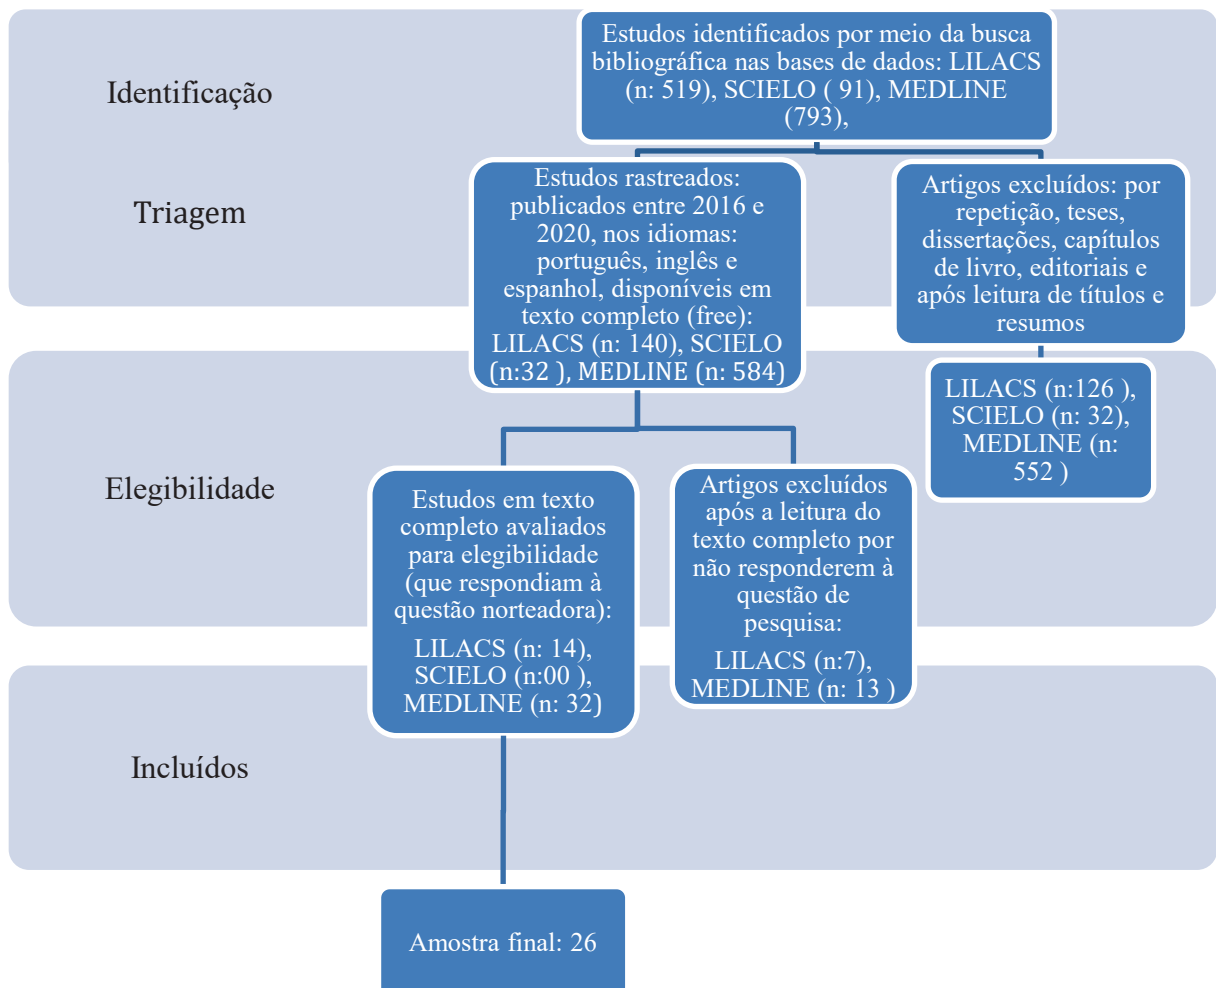 Identificação
Estudos identificados por meio da busca
bibliográfica nas bases de dados: LILACS
(n: 519), SCIELO ( 91), MEDLINE
(793),
Triagem
Estudos rastreados:
publicados entre 2016 e
2020, nos idiomas:
português, inglês e
espanhol, disponíveis em
texto completo (free):
LILACS (n: 140), SCIELO
(n:32 ), MEDLINE (n: 584)
Artigos excluídos: por
repetição, teses,
dissertações, capítulos
de livro, editoriais e
após leitura de títulos e
resumos
LILACS (n:126 ),
SCIELO (n: 32),
MEDLINE (n:
552 )
Elegibilidade
Estudos em texto
completo avaliados
para elegibilidade
(que respondiam à
questão norteadora):
LILACS (n: 14),
SCIELO (n:00 ),
MEDLINE (n: 32)
Artigos excluídos
após a leitura do
texto completo por
não responderem à
questão de
pesquisa:
LILACS (n:7),
MEDLINE (n: 13 )
Incluídos
Amostra final: 26